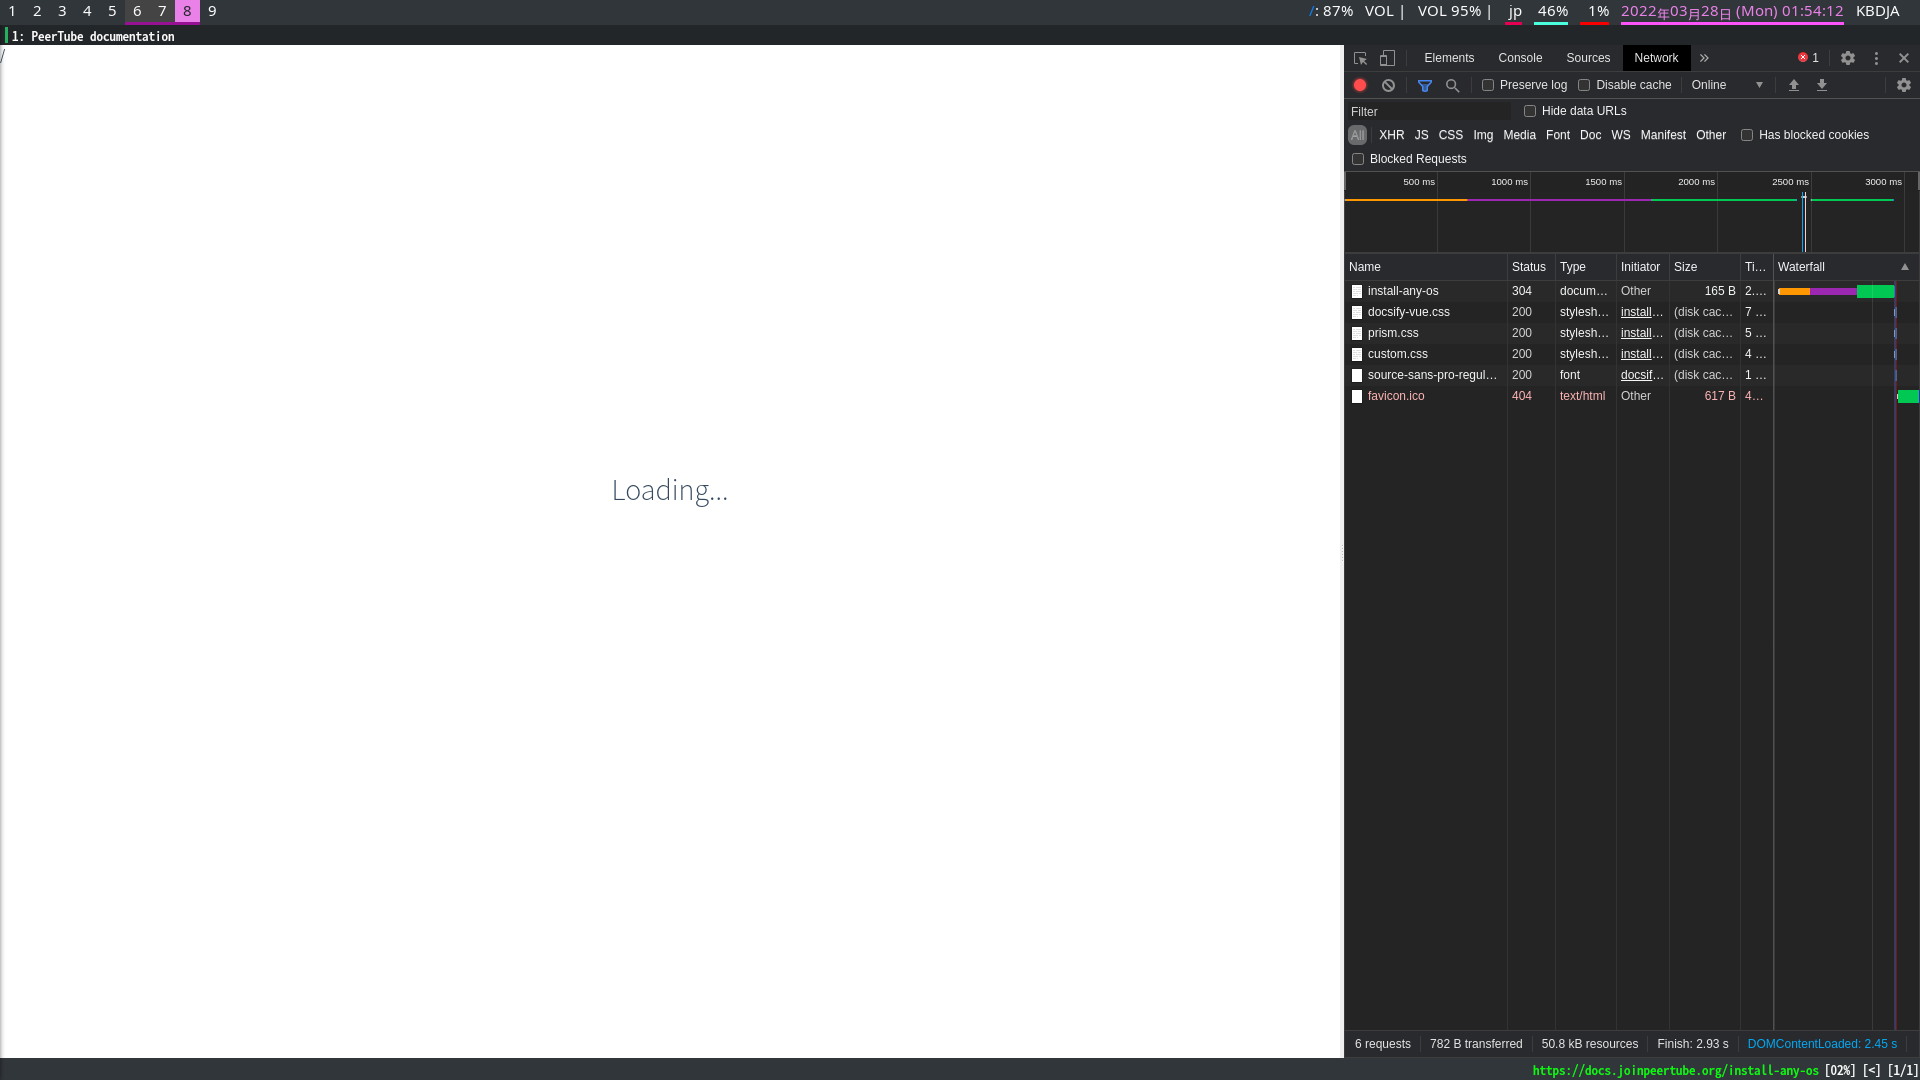 1 2 3 4 5 6 7 8 9 /: 87% VOL | VOL 95% | jp 46% 1% 2022年03月28日 (Mon) 01:54:12 KBDJA
1: PeerTube documentation
/
Loading...
Elements Console Sources Network » 1
Preserve log Disable cache Online
Filter Hide data URLs
All XHR JS CSS Img Media Font Doc WS Manifest Other Has blocked cookies
Blocked Requests
500 ms 1000 ms 1500 ms 2000 ms 2500 ms 3000 ms
Name Status Type Initiator Size Ti... Waterfall
install-any-os 304 docum... Other 165 B 2....
docsify-vue.css 200 stylesh... install... (disk cac... 7 ...
prism.css 200 stylesh... install... (disk cac... 5 ...
custom.css 200 stylesh... install... (disk cac... 4 ...
source-sans-pro-regul... 200 font docsif... (disk cac... 1 ...
favicon.ico 404 text/html Other 617 B 4...
6 requests 782 B transferred 50.8 kB resources Finish: 2.93 s DOMContentLoaded: 2.45 s
https://docs.joinpeertube.org/install-any-os [02%] [<] [1/1]